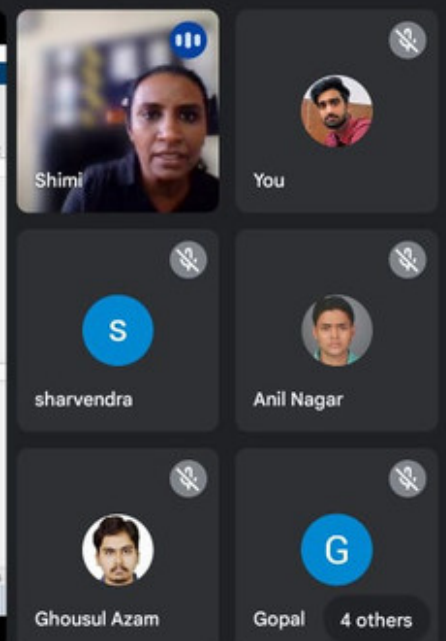 Shimi
You
S
sharvendra
Anil Nagar
Ghousul Azam
G
Gopal
4 others